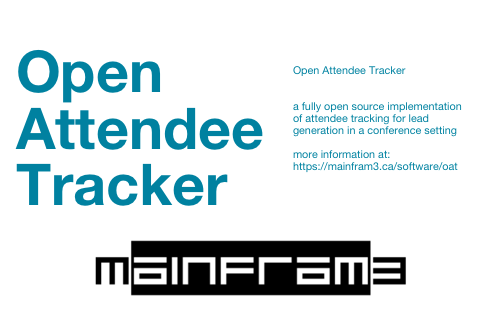 Open
Attendee
Tracker
Open Attendee Tracker
a fully open source implementation
of attendee tracking for lead
generation in a conference setting
more information at:
https://mainfram3.ca/software/oat
mainfram3